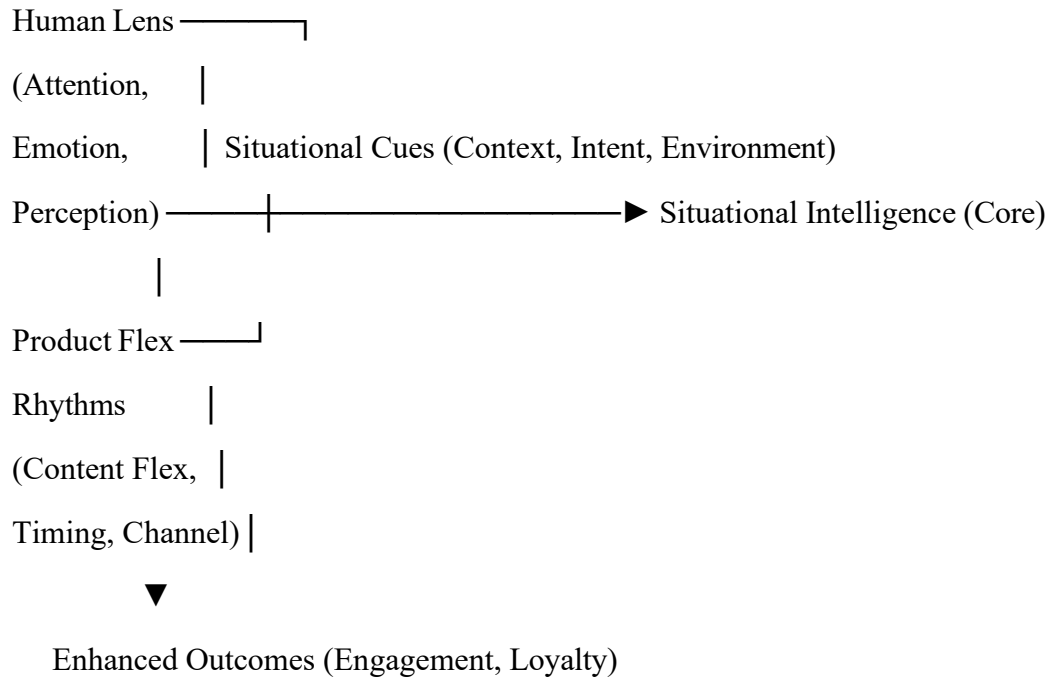 Human Lens
(Attention,
Emotion, Situational Cues (Context, Intent, Environment)
Perception) Situational Intelligence (Core)
Product Flex
Rhythms
(Content Flex,
Timing, Channel)
Enhanced Outcomes (Engagement, Loyalty)